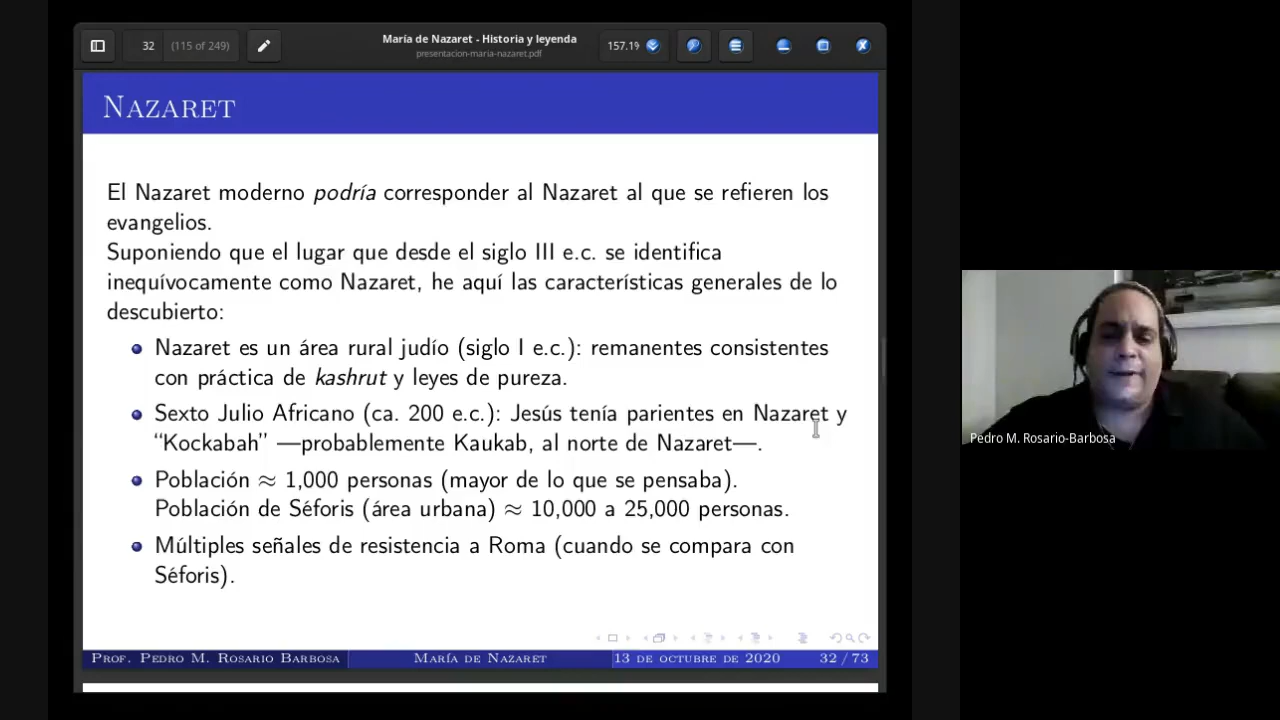 32 (115 of 249)
María de Nazaret - Historia y leyenda
presentacion-maria-nazaret.pdf
157.19
NAZARET
El Nazaret moderno podría corresponder al Nazaret al que se refieren los
evangelios.
Suponiendo que el lugar que desde el siglo III e.c. se identifica
inequívocamente como Nazaret, he aquí las características generales de lo
descubierto:
Nazaret es un área rural judío (siglo I e.c.): remanentes consistentes
con práctica de kashrut y leyes de pureza.
Sexto Julio Africano (ca. 200 e.c.): Jesús tenía parientes en Nazaret y
“Kockabah” —probablemente Kaukab, al norte de Nazaret—.
Población ≈ 1,000 personas (mayor de lo que se pensaba).
Población de Séforis (área urbana) ≈ 10,000 a 25,000 personas.
Múltiples señales de resistencia a Roma (cuando se compara con
Séforis).
PROF. PEDRO M. ROSARIO BARBOSA MARÍA DE NAZARET 13 DE OCTUBRE DE 2020 32 / 73
Pedro M. Rosario-Barbosa